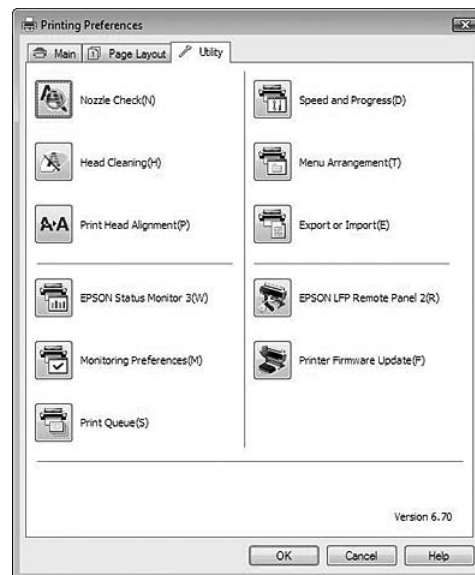 Printing Preferences
Main
Page Layout
Utility
Nozzle Check(N)
Speed and Progress(D)
Head Cleaning(H)
Menu Arrangement(T)
Print Head Alignment(P)
Export or Import(E)
EPSON Status Monitor 3(W)
EPSON LFP Remote Panel 2(R)
Monitoring Preferences(M)
Printer Firmware Update(F)
Print Queue(S)
Version 6.70
OK
Cancel
Help